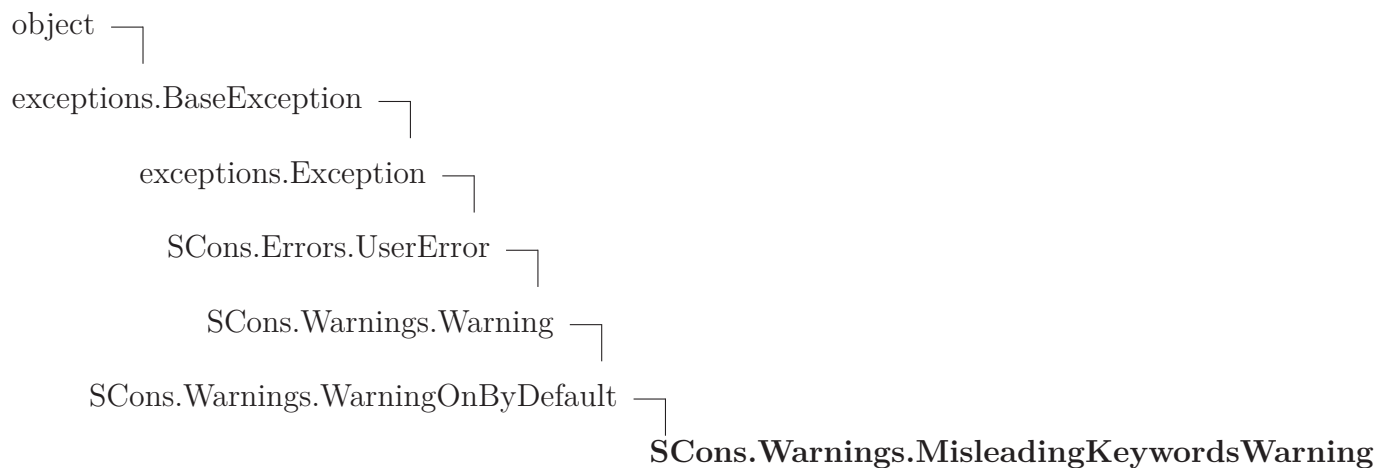 object
exceptions.BaseException
exceptions.Exception
SCons.Errors.UserError
SCons.Warnings.Warning
SCons.Warnings.WarningOnByDefault
SCons.Warnings.MisleadingKeywordsWarning